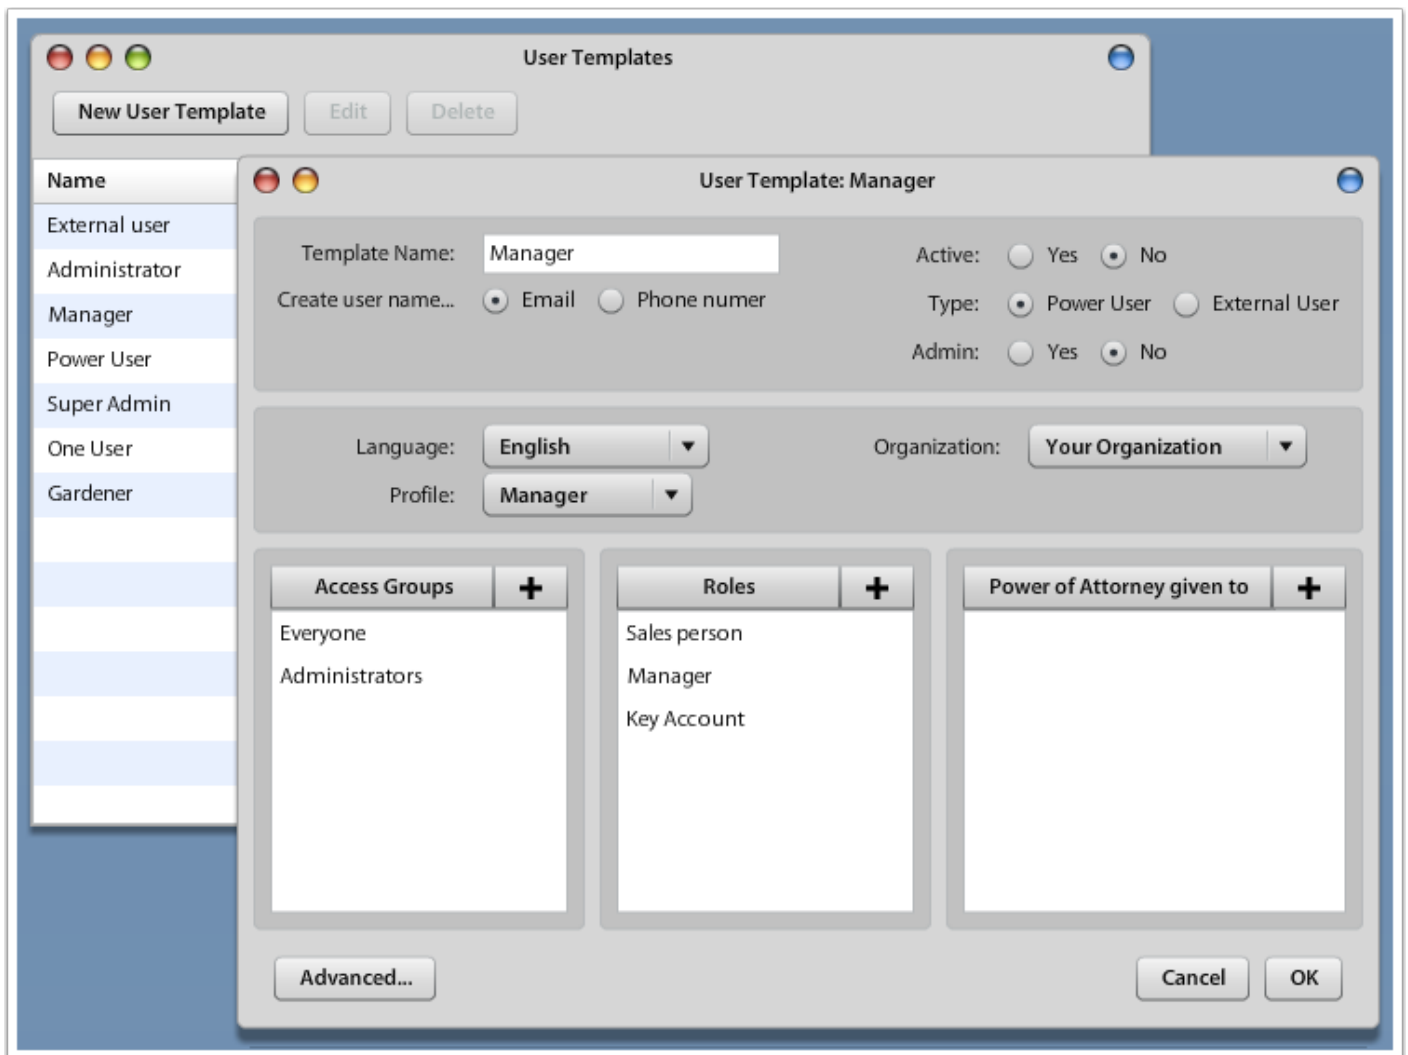 User Templates
New User Template Edit Delete
Name
External user
Administrator
Manager
Power User
Super Admin
One User
Gardener
User Template: Manager
Template Name: Manager
Active: Yes No
Create user name... Email Phone numer
Type: Power User External User
Admin: Yes No
Language: English
Organization: Your Organization
Profile: Manager
Access Groups +
Everyone
Administrators
Roles +
Sales person
Manager
Key Account
Power of Attorney given to +
Advanced... Cancel OK